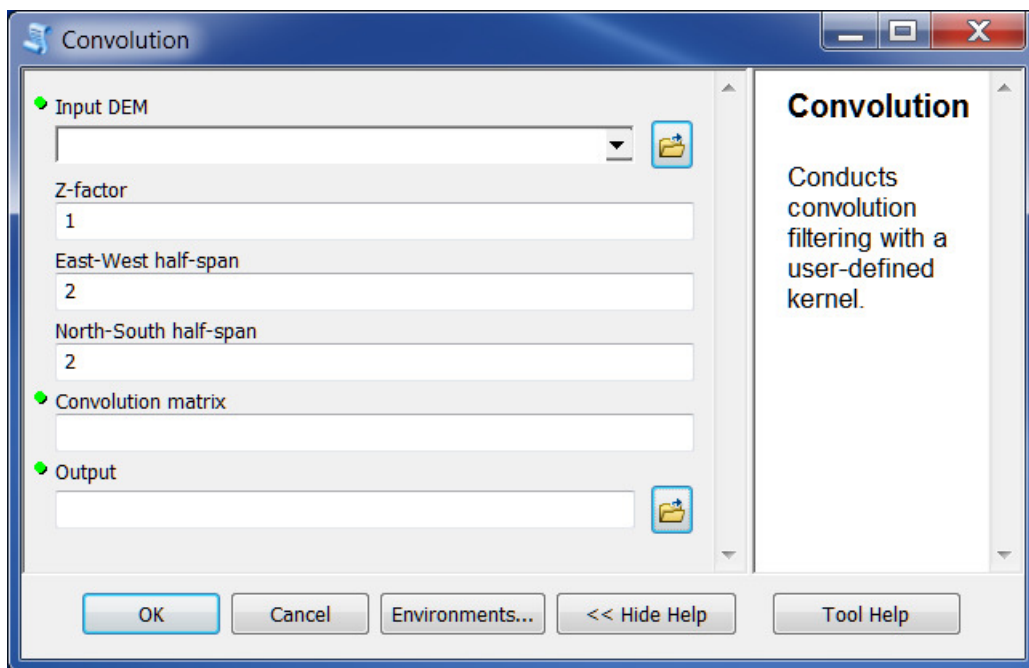 Convolution
Input DEM
Z-factor
1
East-West half-span
2
North-South half-span
2
Convolution matrix
Output
Convolution
Conducts
convolution
filtering with a
user-defined
kernel.
OK Cancel Environments... << Hide Help Tool Help